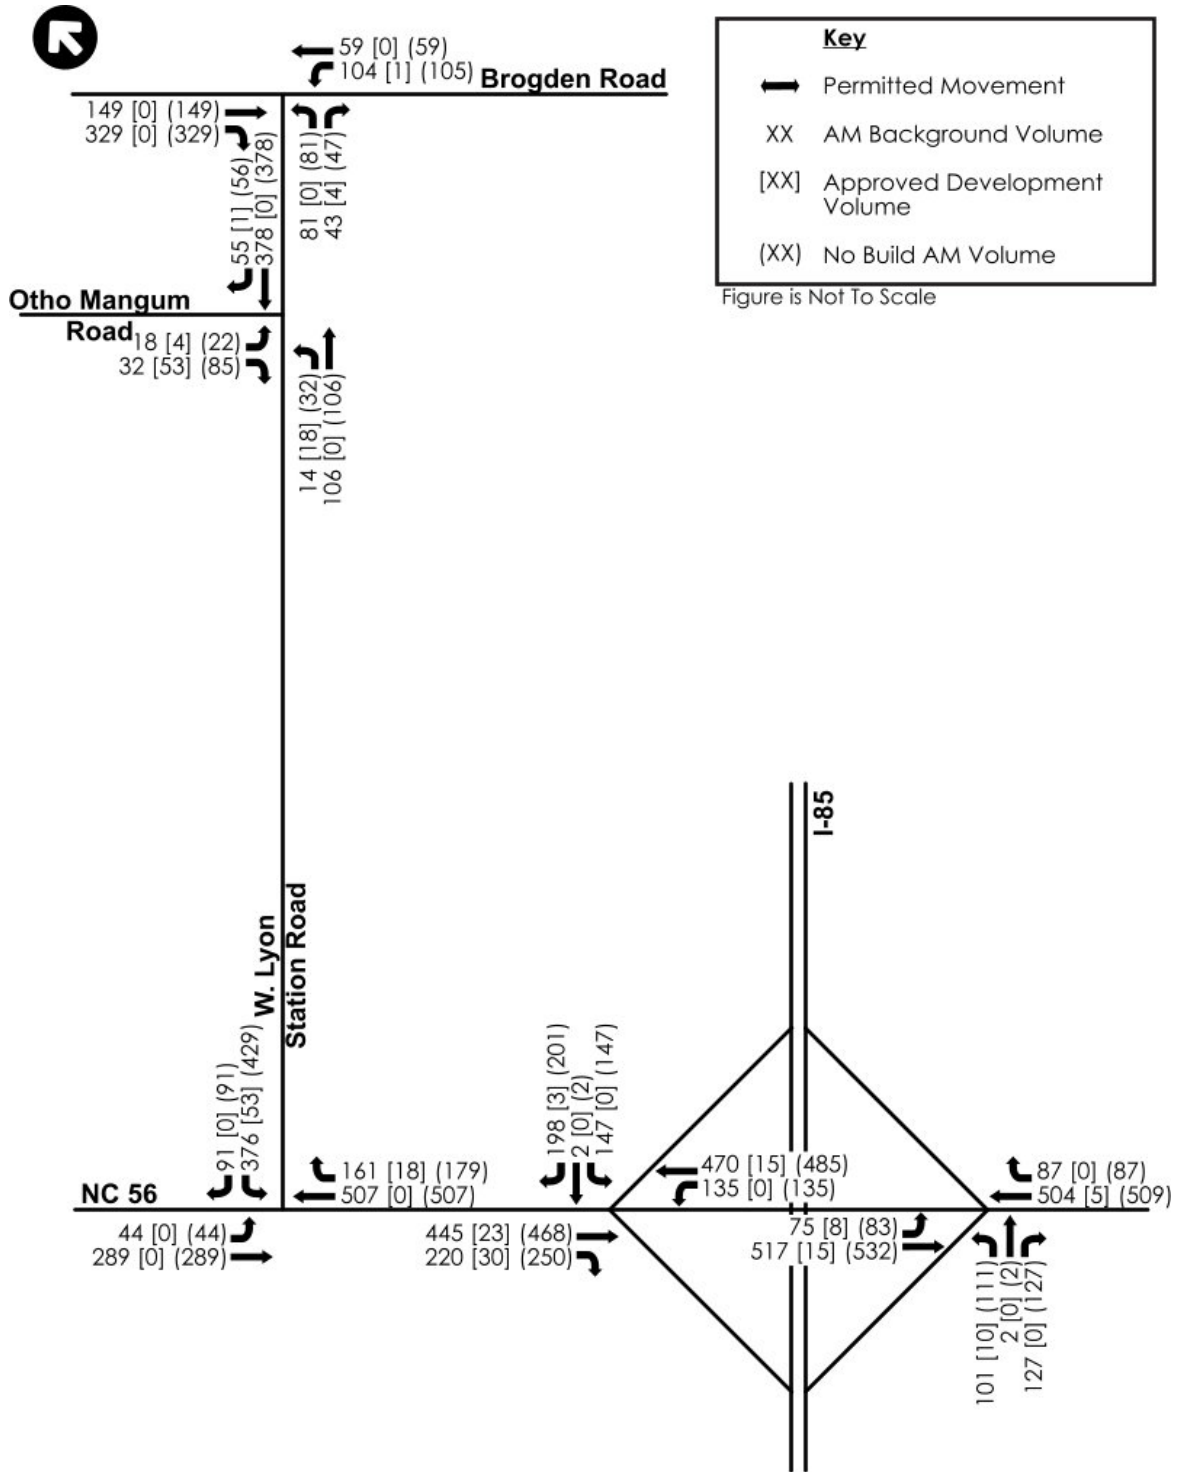 59 [0] (59)
104 [1] (105)
Brogden Road
149 [0] (149)
329 [0] (329)
55 [1] (56)
378 [0] (378)
81 [0] (81)
43 [4] (47)
Key
Permitted Movement
XX AM Background Volume
[XX] Approved Development
Volume
(XX) No Build AM Volume
Figure is Not To Scale
Otho Mangum
Road
18 [4] (22)
32 [53] (85)
14 [18] (32)
106 [0] (106)
I-85
W. Lyon
Station Road
91 [0] (91)
376 [53] (429)
198 [3] (201)
2 [0] (2)
147 [0] (147)
NC 56
161 [18] (179)
507 [0] (507)
470 [15] (485)
135 [0] (135)
87 [0] (87)
504 [5] (509)
44 [0] (44)
289 [0] (289)
445 [23] (468)
220 [30] (250)
75 [8] (83)
517 [15] (532)
101 [10] (111)
2 [0] (2)
127 [0] (127)